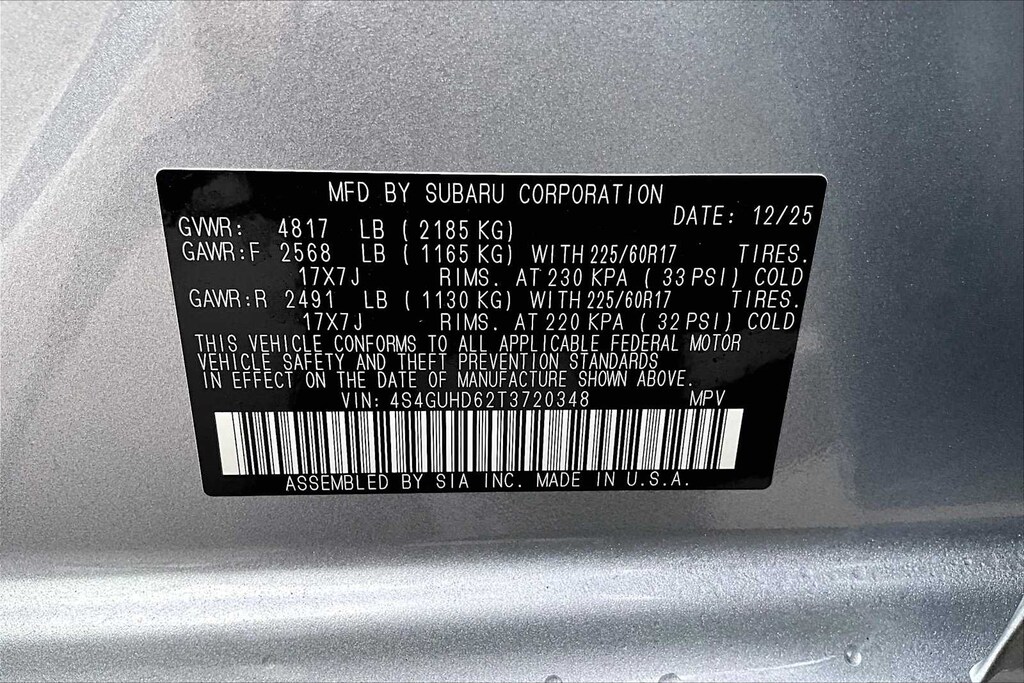 MFD BY SUBARU CORPORATION
DATE: 12/25
GVWR: 4817 LB ( 2185 KG)
GAWR:F 2568 LB ( 1165 KG) WITH 225/60R17 TIRES.
17X7J RIMS. AT 230 KPA ( 33 PSI) COLD
GAWR:R 2491 LB ( 1130 KG) WITH 225/60R17 TIRES.
17X7J RIMS. AT 220 KPA ( 32 PSI) COLD
THIS VEHICLE CONFORMS TO ALL APPLICABLE FEDERAL MOTOR
VEHICLE SAFETY AND THEFT PREVENTION STANDARDS
IN EFFECT ON THE DATE OF MANUFACTURE SHOWN ABOVE.
VIN: 4S4GUHD62T3720348 MPV
ASSEMBLED BY SIA INC. MADE IN U.S.A.